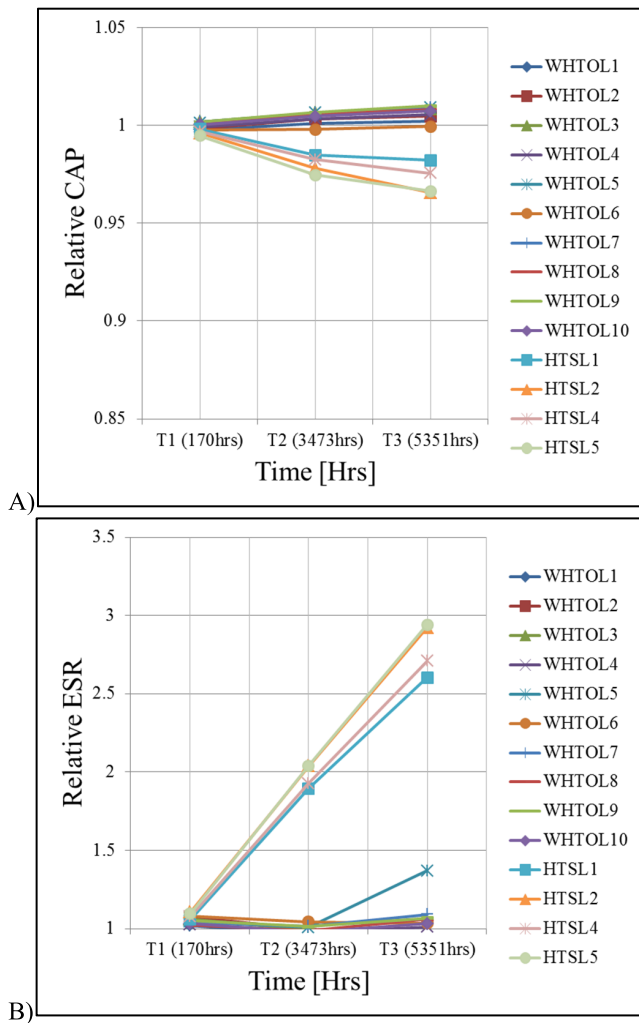 1.05
1
0.95
0.9
0.85
Relative CAP
T1 (170hrs) T2 (3473hrs) T3 (5351hrs)
Time [Hrs]
WHTOL1
WHTOL2
WHTOL3
WHTOL4
WHTOL5
WHTOL6
WHTOL7
WHTOL8
WHTOL9
WHTOL10
HTSL1
HTSL2
HTSL4
HTSL5
A)
3.5
3
2.5
2
1.5
1
Relative ESR
T1 (170hrs) T2 (3473hrs) T3 (5351hrs)
Time [Hrs]
WHTOL1
WHTOL2
WHTOL3
WHTOL4
WHTOL5
WHTOL6
WHTOL7
WHTOL8
WHTOL9
WHTOL10
HTSL1
HTSL2
HTSL4
HTSL5
B)